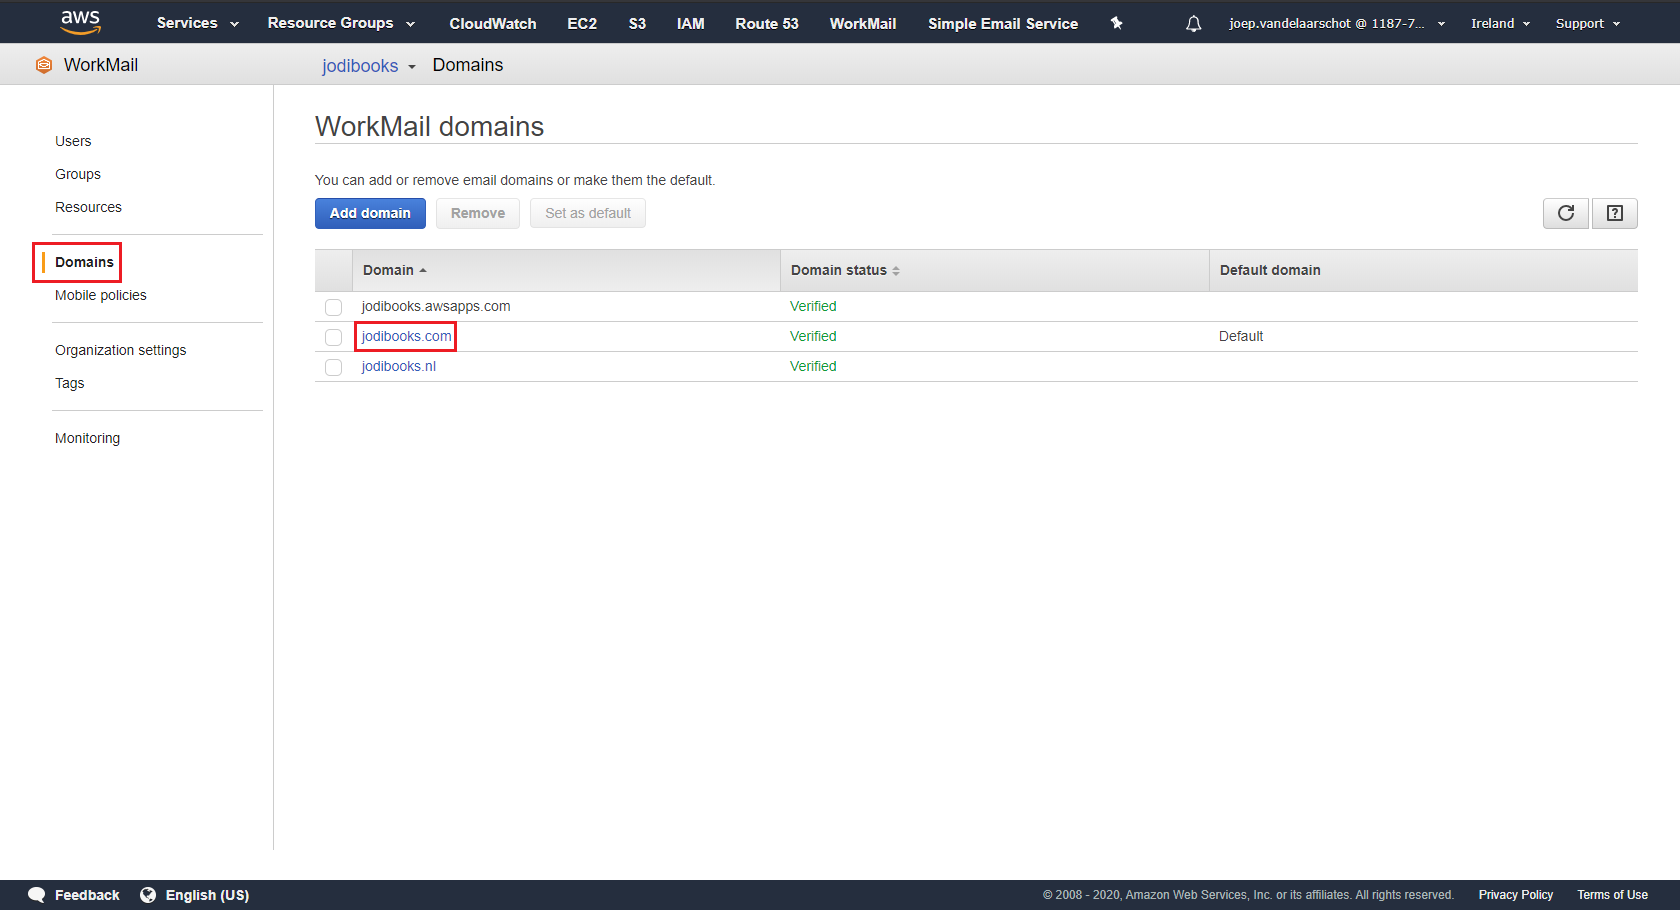 aws Services Resource Groups CloudWatch EC2 S3 IAM Route 53 WorkMail Simple Email Service joep.vandelaarschot @ 1187-7... Ireland Support
WorkMail jodibooks Domains
Users
Groups
Resources
Domains
Mobile policies
Organization settings
Tags
Monitoring
WorkMail domains
You can add or remove email domains or make them the default.
Add domain Remove Set as default
Domain Domain status Default domain
jodibooks.awsapps.com Verified
jodibooks.com Verified Default
jodibooks.nl Verified
Feedback English (US) © 2008 - 2020, Amazon Web Services, Inc. or its affiliates. All rights reserved. Privacy Policy Terms of Use